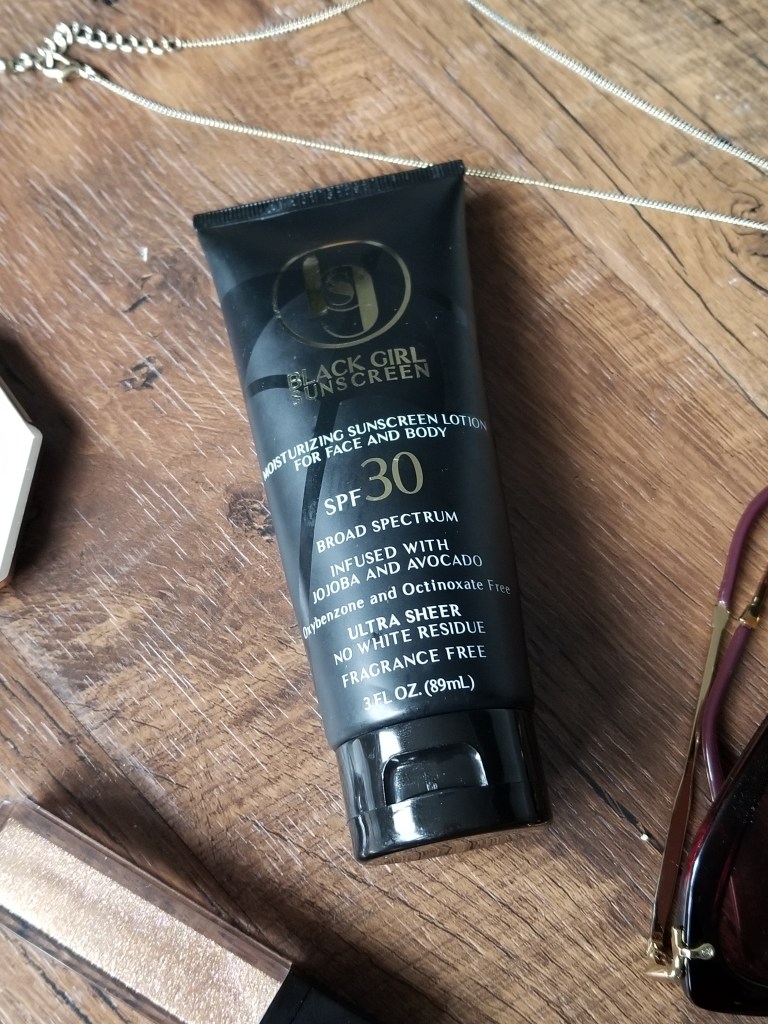 bgs
BLACK GIRL
SUNSCREEN
MOISTURIZING SUNSCREEN LOTION
FOR FACE AND BODY
SPF 30
BROAD SPECTRUM
INFUSED WITH
JOJOBA AND AVOCADO
Oxybenzone and Octinoxate Free
ULTRA SHEER
NO WHITE RESIDUE
FRAGRANCE FREE
3 FL OZ. (89mL)